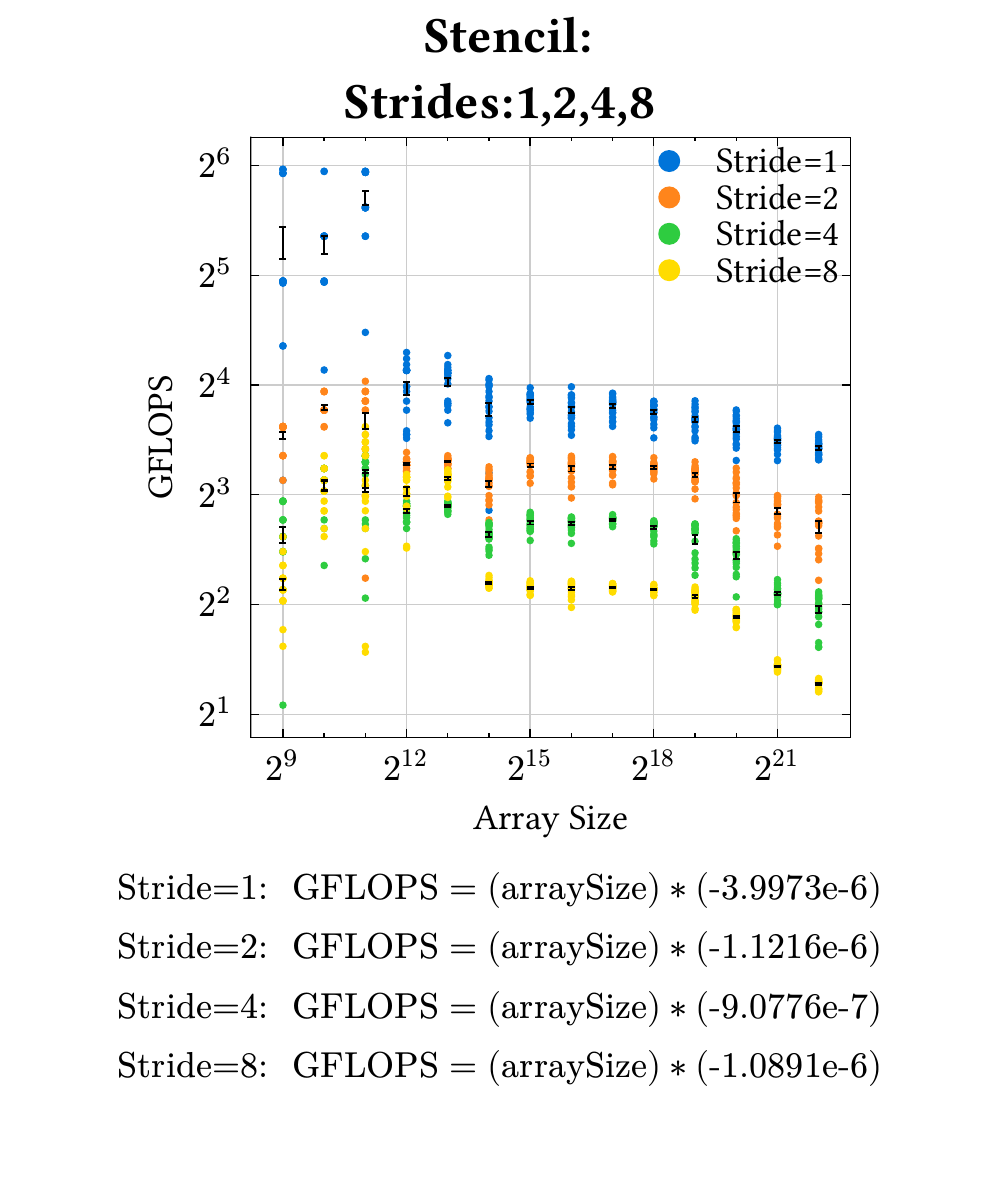 Stencil:
Strides:1,2,4,8
Stride=1
Stride=2
Stride=4
Stride=8
GFLOPS
2^6
2^5
2^4
2^3
2^2
2^1
2^9 2^12 2^15 2^18 2^21
Array Size
Stride=1: GFLOPS = (arraySize) * (-3.9973e-6)
Stride=2: GFLOPS = (arraySize) * (-1.1216e-6)
Stride=4: GFLOPS = (arraySize) * (-9.0776e-7)
Stride=8: GFLOPS = (arraySize) * (-1.0891e-6)